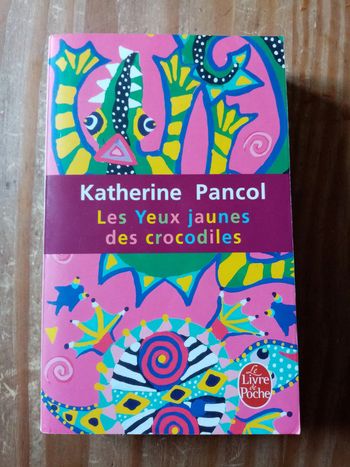 Katherine Pancol
Les Yeux jaunes
des crocodiles
Le
Livre
de
Poche